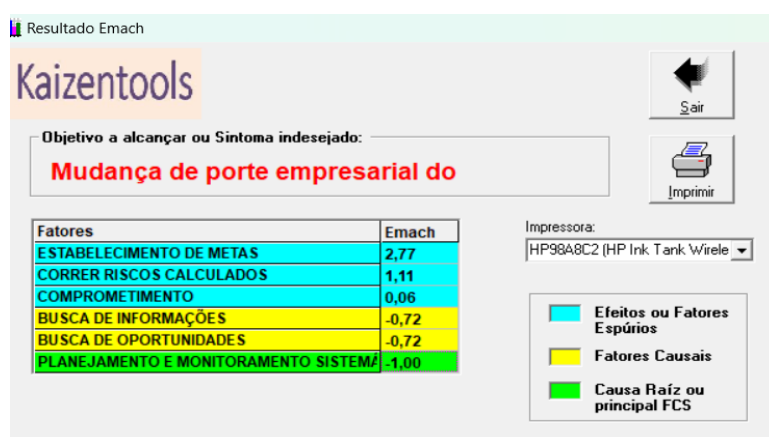 Resultado Emach
Kaizentools
Sair
Objetivo a alcançar ou Sintoma indesejado:
Mudança de porte empresarial do
Imprimir
Fatores Emach
ESTABELECIMENTO DE METAS 2,77
CORRER RISCOS CALCULADOS 1,11
COMPROMETIMENTO 0,06
BUSCA DE INFORMAÇÕES -0,72
BUSCA DE OPORTUNIDADES -0,72
PLANEJAMENTO E MONITORAMENTO SISTEMÁ -1,00
Impressora:
HP98A8C2 (HP Ink Tank Wirele
Efeitos ou Fatores
Espúrios
Fatores Causais
Causa Raíz ou
principal FCS